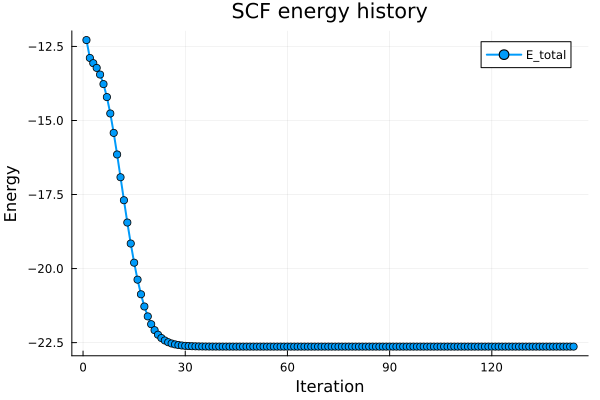 SCF energy history
E_total
Energy
−12.5
−15.0
−17.5
−20.0
−22.5
0 30 60 90 120
Iteration